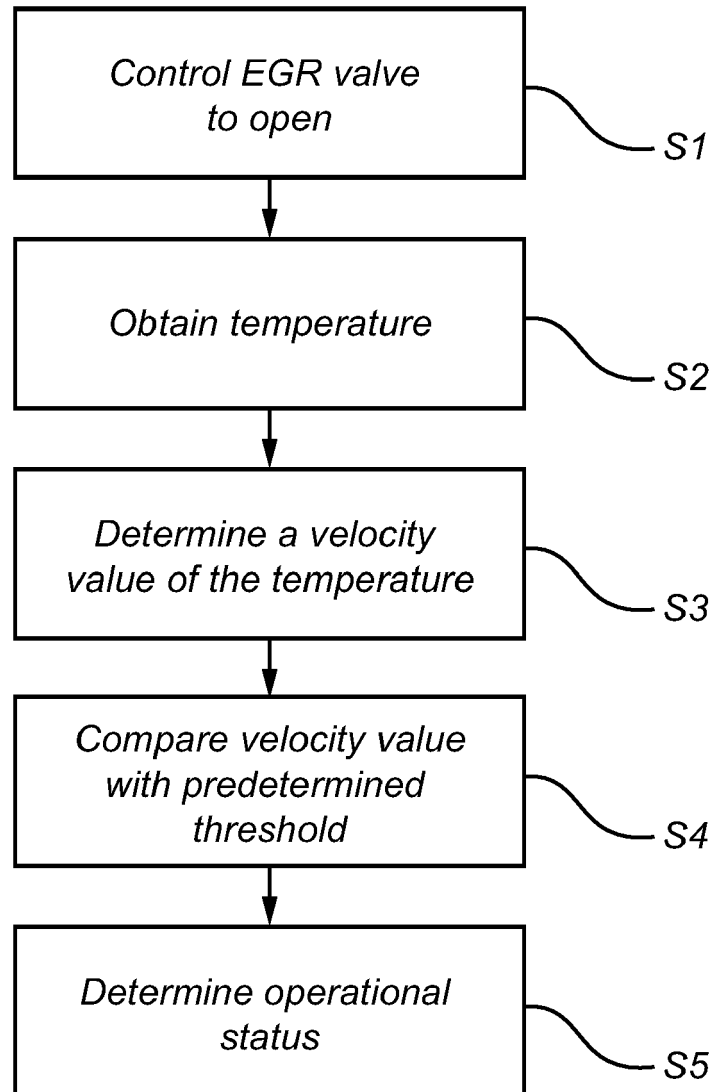 Control EGR valve
to open
S1
Obtain temperature
S2
Determine a velocity
value of the temperature
S3
Compare velocity value
with predetermined
threshold
S4
Determine operational
status
S5